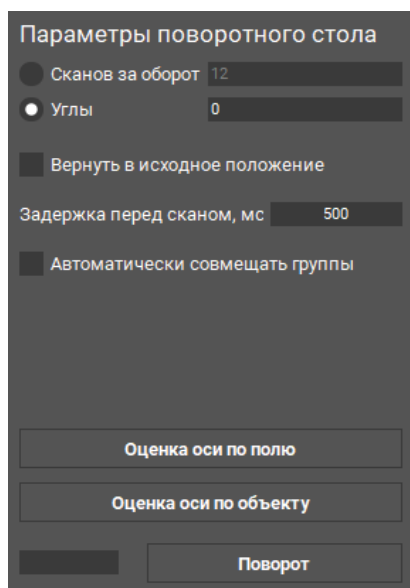 Параметры поворотного стола
Сканов за оборот 12
Углы 0
Вернуть в исходное положение
Задержка перед сканом, мс 500
Автоматически совмещать группы
Оценка оси по полю
Оценка оси по объекту
Поворот